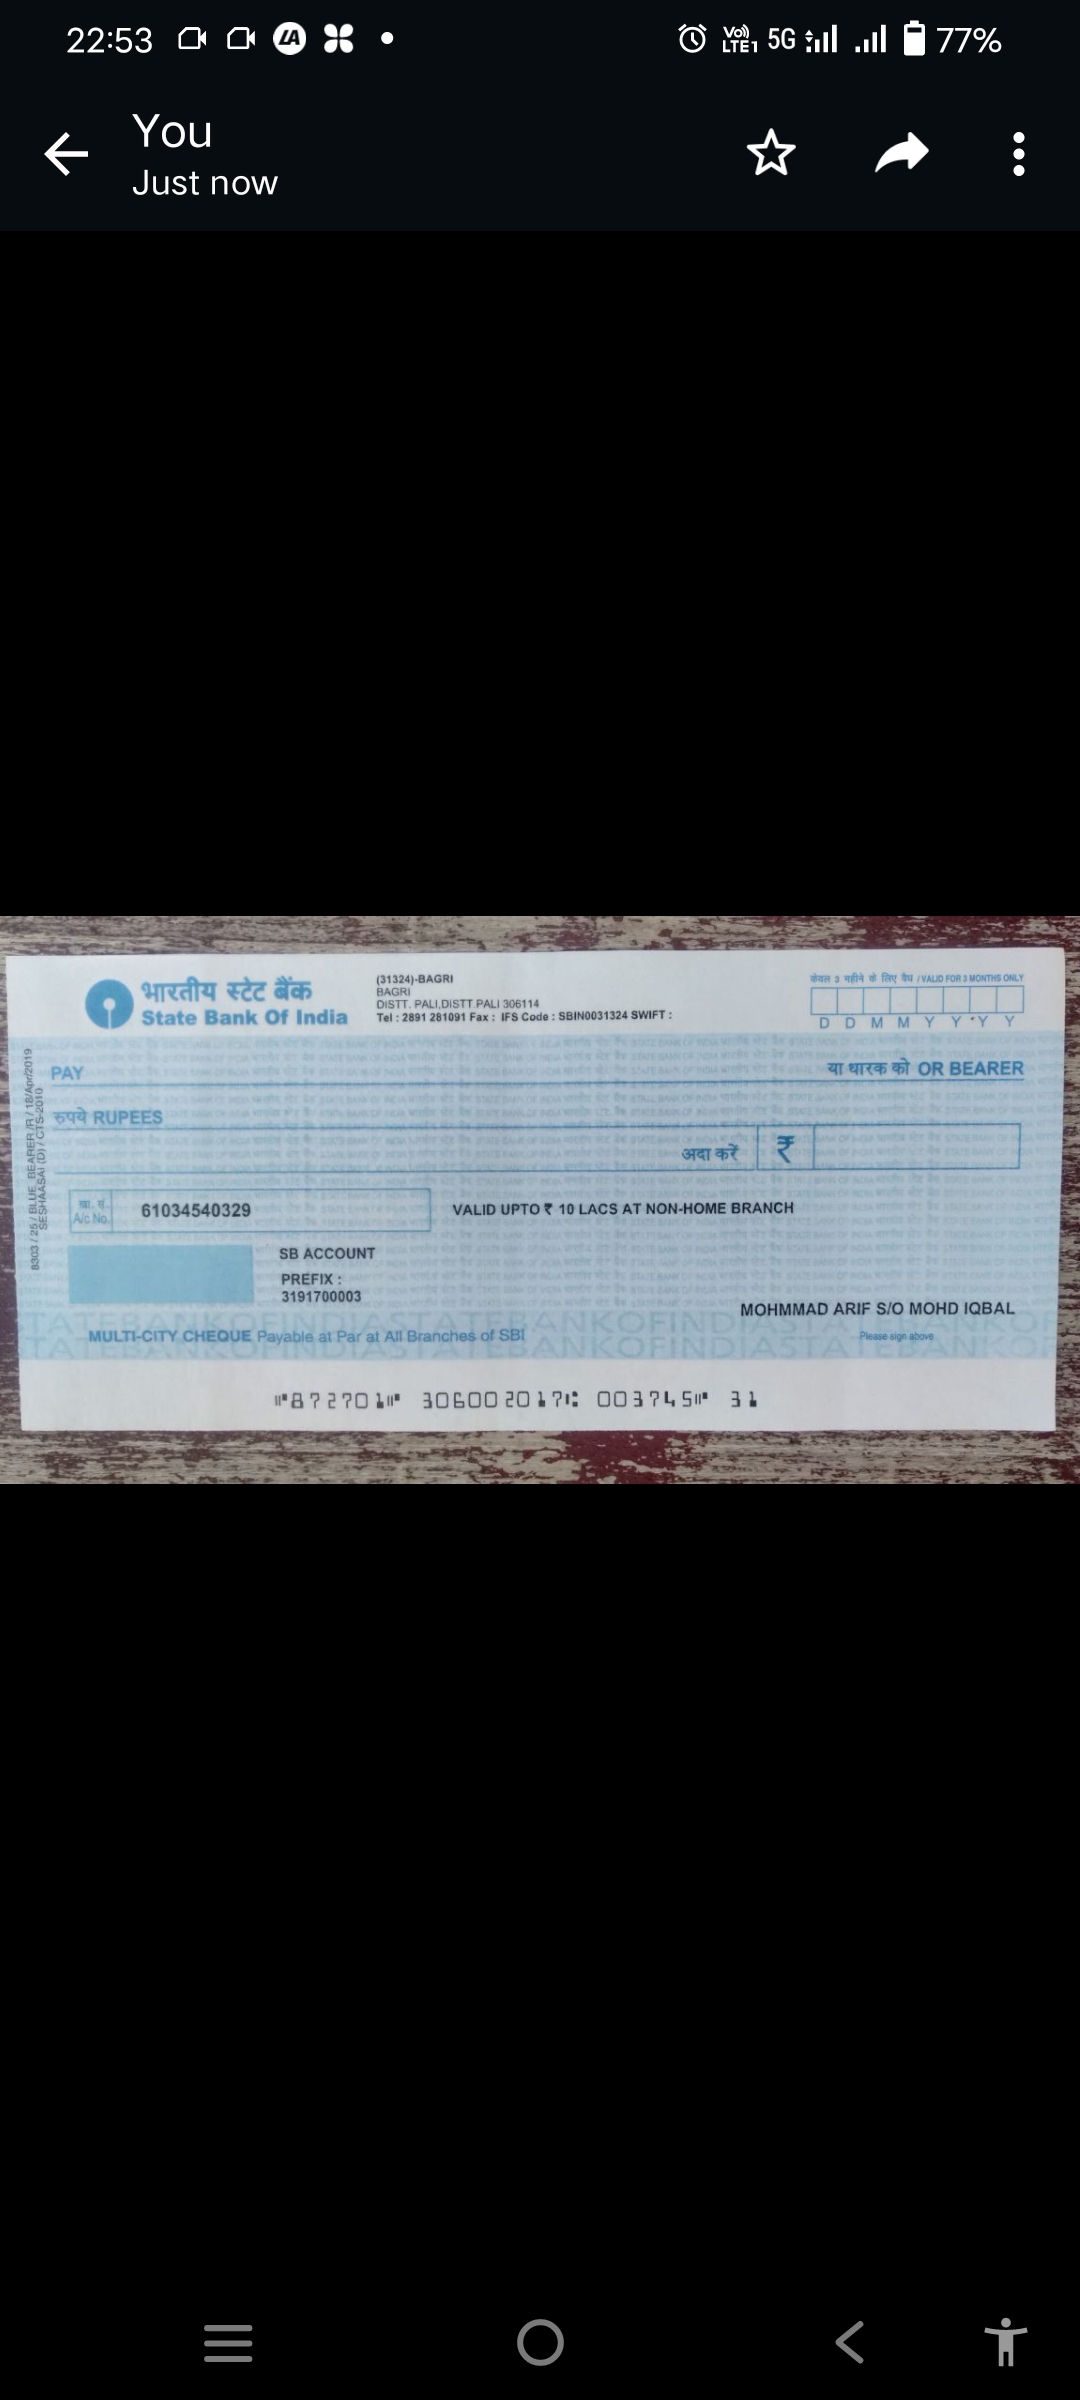 22:53 LA VoLTE1 5G 77%
You
Just now
भारतीय स्टेट बैंक
State Bank Of India
(31324)-BAGRI
BAGRI
DISTT. PALI,DISTT.PALI 306114
Tel : 2891 281091 Fax : IFS Code : SBIN0031324 SWIFT :
केवल 3 महीने के लिए वैध / VALID FOR 3 MONTHS ONLY
D D M M Y Y Y Y
PAY
या धारक को OR BEARER
रुपये RUPEES
अदा करें ₹
खा. सं.
A/c No.
61034540329
VALID UPTO ₹ 10 LACS AT NON-HOME BRANCH
SB ACCOUNT
PREFIX :
3191700003
MOHMMAD ARIF S/O MOHD IQBAL
Please sign above
MULTI-CITY CHEQUE Payable at Par at All Branches of SBI
⑈872701⑈ 306002017⑆ 003745⑈ 31
8303 / 25 / BLUE_BEARER /R / 18/Apr/2019
SESHAASAI (D) / CTS-2010